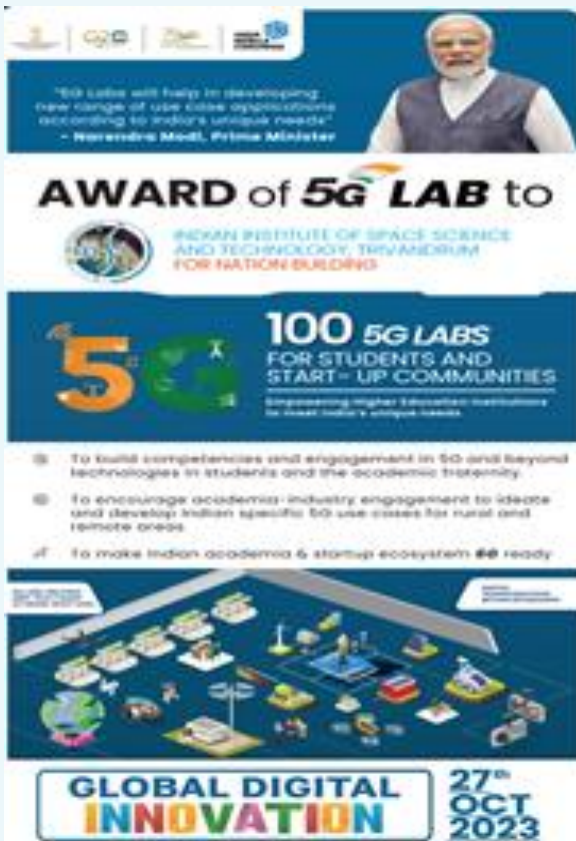 "5G Labs will help in developing
new range of use case applications
according to India's unique needs"
- Narendra Modi, Prime Minister
AWARD of 5G LAB to
INDIAN INSTITUTE OF SPACE SCIENCE
AND TECHNOLOGY, TRIVANDRUM
FOR NATION BUILDING
5G
100 5G LABS
FOR STUDENTS AND
START- UP COMMUNITIES
Empowering Higher Education Institutions
to meet India's unique needs
To build competencies and engagement in 5G and beyond
technologies in students and the academic fraternity.
To encourage academia-industry engagement to ideate
and develop Indian specific 5G use cases for rural and
remote areas
To make Indian academia & startup ecosystem 6G ready
GLOBAL DIGITAL
INNOVATION
27th
OCT
2023